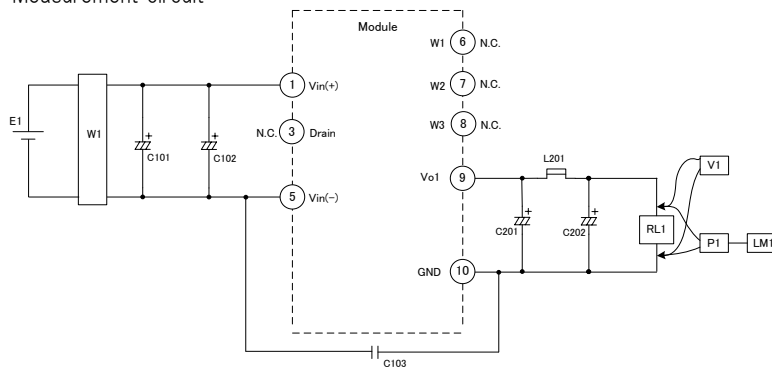 Measurement circuit
Module
W1 6 N.C.
1 Vin(+)
W2 7 N.C.
E1
W1
N.C. 3 Drain
W3 8 N.C.
C101
C102
L201
Vo1 9
V1
5 Vin(-)
C201
C202
RL1
P1
LM1
GND 10
C103